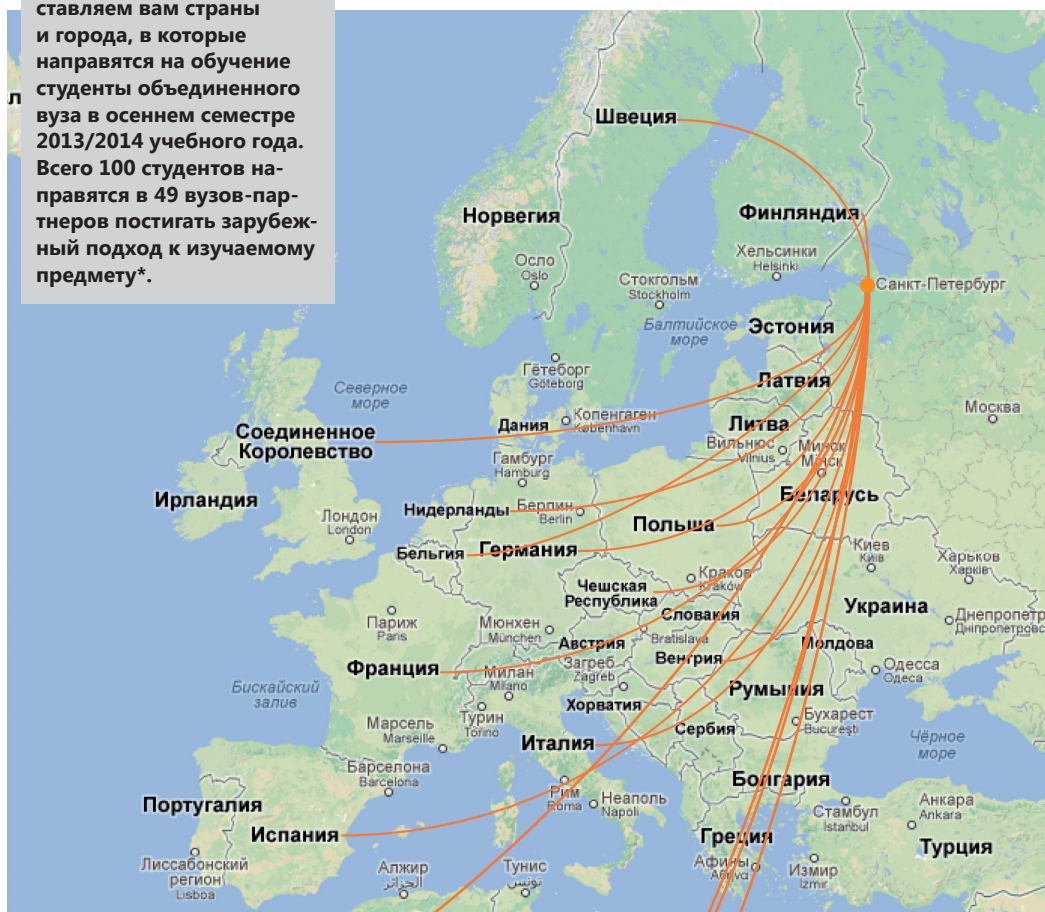 ставляем вам страны
и города, в которые
направятся на обучение
студенты объединенного
вуза в осеннем семестре
2013/2014 учебного года.
Всего 100 студентов на-
правятся в 49 вузов-пар-
тнеров постигать зарубеж-
ный подход к изучаемому
предмету*.
Швеция
Норвегия
Финляндия
Хельсинки
Helsinki
Осло
Oslo
Стокгольм
Stockholm
Санкт-Петербург
Балтийское
море
Эстония
Гётеборг
Göteborg
Латвия
Северное
море
Москва
Копенгаген
København
Дания
Литва
Соединенное
Королевство
Вильнюс
Vilnius
Минск
Мінск
Гамбург
Hamburg
Ирландия
Беларусь
Нидерланды
Берлин
Berlin
Лондон
London
Польша
Киев
Київ
Харьков
Харків
Бельгия
Германия
Краков
Kraków
Чешская
Республика
Украина
Словакия
Париж
Paris
Мюнхен
München
Днепропетр
Дніпропетровс
Австрия
Bratislava
Молдова
Венгрия
Франция
Милан
Milano
Загреб
Zagreb
Одесса
Одеса
Бискайский
залив
Румыния
Хорватия
Турин
Torino
Бухарест
București
Марсель
Marseille
Сербия
Италия
Чёрное
море
Барселона
Barcelona
Болгария
Рим
Roma
Неаполь
Napoli
Португалия
Стамбул
İstanbul
Анкара
Ankara
Испания
Греция
Турция
Лиссабонский
регион
Lisboa
Алжир
الجزائر
Тунис
تونس
Афины
Αθήνα
Измир
İzmir